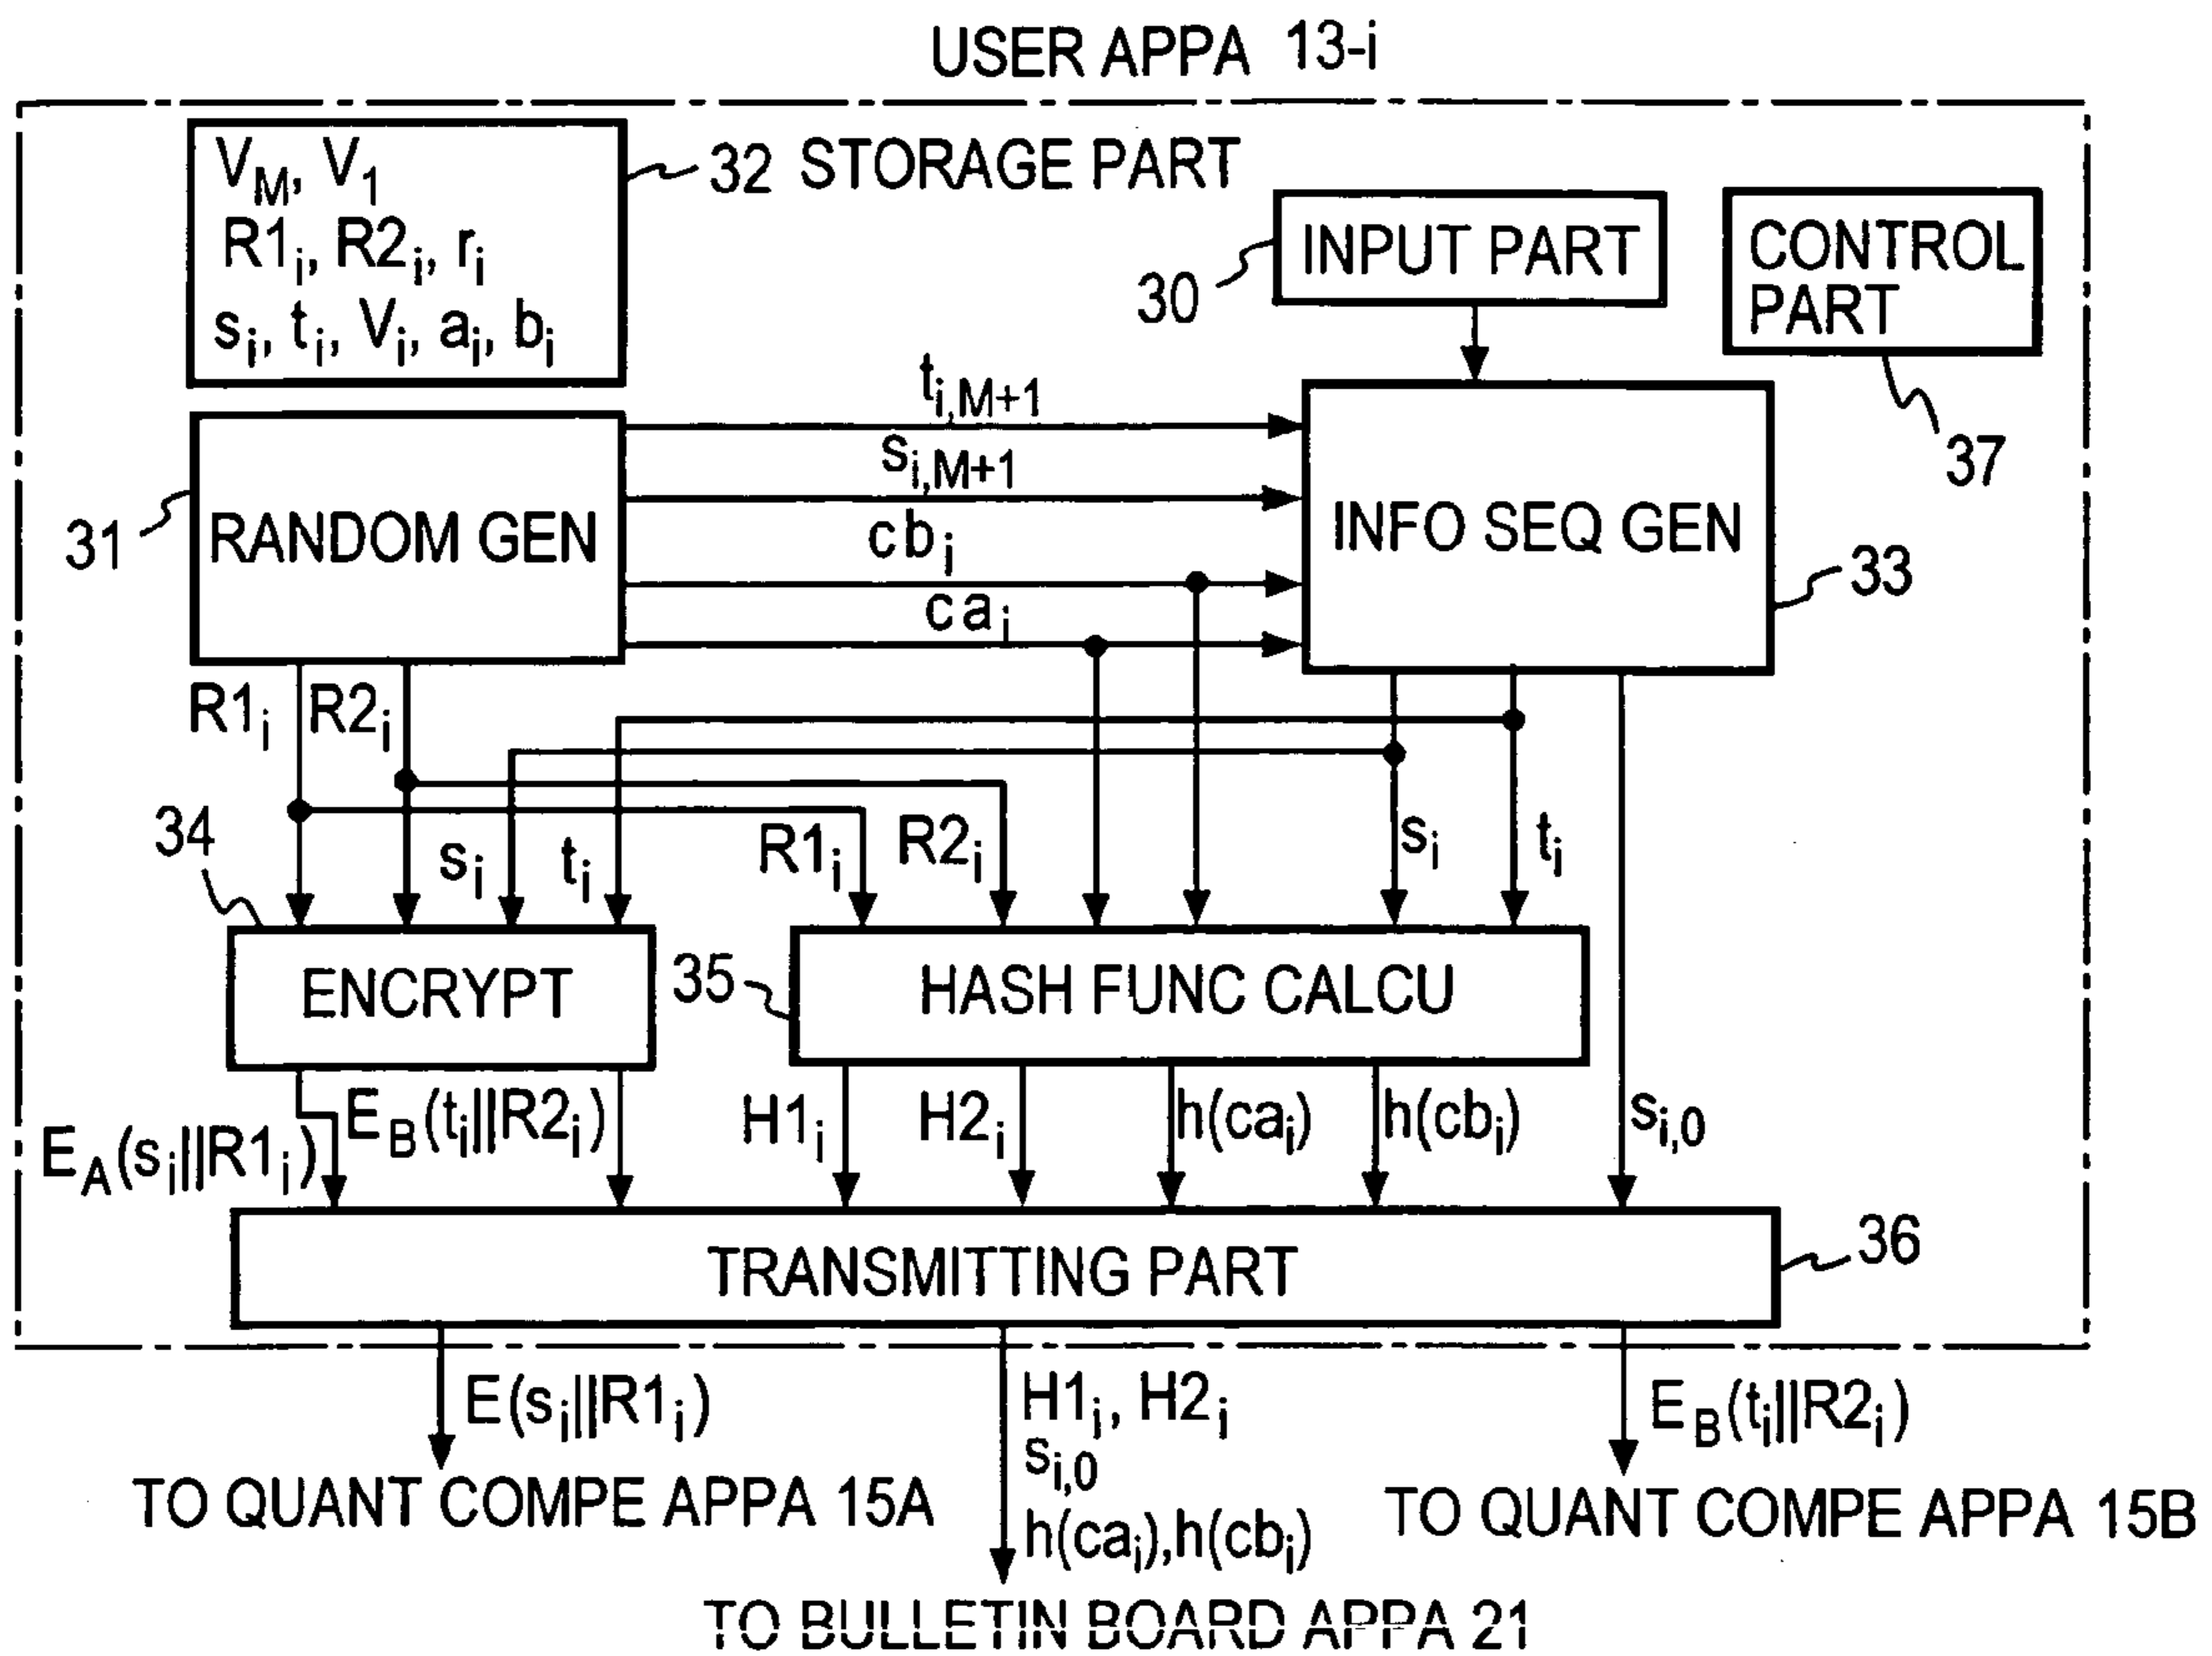 USER APPA 13-i
V_M, V_1
R1_i, R2_i, r_i
s_i, t_i, V_i, a_i, b_i
32 STORAGE PART
INPUT PART
30
CONTROL
PART
37
t_i,M+1
s_i,M+1
cb_i
ca_i
31
RANDOM GEN
INFO SEQ GEN
33
R1_i
R2_i
34
s_i
t_i
R1_i
R2_i
s_i
t_i
ENCRYPT
35
HASH FUNC CALCU
E_A(s_i||R1_i)
E_B(t_i||R2_i)
H1_i
H2_i
h(ca_i)
h(cb_i)
s_i,0
TRANSMITTING PART
36
E(s_i||R1_i)
H1_i, H2_i
s_i,0
h(ca_i),h(cb_i)
E_B(t_i||R2_i)
TO QUANT COMPE APPA 15A
TO QUANT COMPE APPA 15B
TO BULLETIN BOARD APPA 21